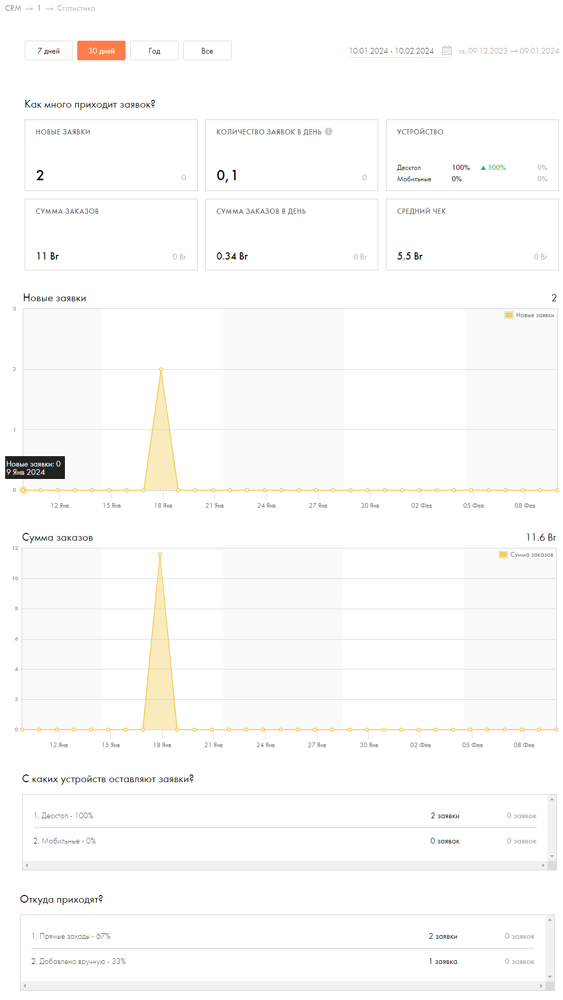 CRM → 1 → Статистика
7 дней 30 дней Год Все 10.01.2024 - 10.02.2024 vs. 09.12.2023 → 09.01.2024
Как много приходит заявок?
НОВЫЕ ЗАЯВКИ
2 0
КОЛИЧЕСТВО ЗАЯВОК В ДЕНЬ i
0,1 0
УСТРОЙСТВО
Десктоп 100% ▲ 100% 0%
Мобильные 0% 0%
СУММА ЗАКАЗОВ
11 Br 0 Br
СУММА ЗАКАЗОВ В ДЕНЬ
0.34 Br 0 Br
СРЕДНИЙ ЧЕК
5.5 Br 0 Br
Новые заявки 2
3
Новые заявки
2
1
Новые заявки: 0
9 Янв 2024
0
12 Янв 15 Янв 18 Янв 21 Янв 24 Янв 27 Янв 30 Янв 02 Фев 05 Фев 08 Фев
Сумма заказов 11.6 Br
12
Сумма заказов
10
8
6
4
2
0
12 Янв 15 Янв 18 Янв 21 Янв 24 Янв 27 Янв 30 Янв 02 Фев 05 Фев 08 Фев
С каких устройств оставляют заявки?
1. Десктоп - 100% 2 заявки 0 заявок
2. Мобильные - 0% 0 заявок 0 заявок
Откуда приходят?
1. Прямые заходы - 67% 2 заявки 0 заявок
2. Добавлено вручную - 33% 1 заявка 0 заявок